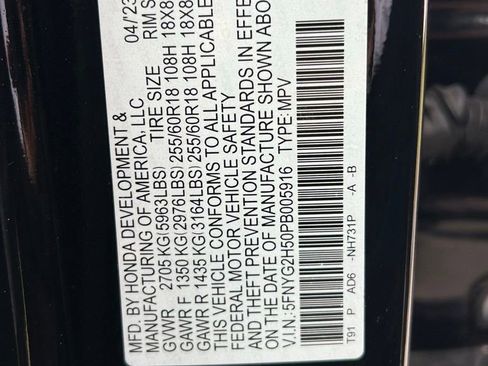 MFD. BY HONDA DEVELOPMENT & 04/23
MANUFACTURING OF AMERICA, LLC
TIRE SIZE RIM S
GVWR 2705 KG(5963LBS)
GAWR F 1350 KG(2976LBS) 255/60R18 108H 18X8
GAWR R 1435 KG(3164LBS) 255/60R18 108H 18X8
THIS VEHICLE CONFORMS TO ALL APPLICABLE
FEDERAL MOTOR VEHICLE SAFETY
AND THEFT PREVENTION STANDARDS IN EFFE
ON THE DATE OF MANUFACTURE SHOWN ABO
V.I.N.: 5FNYG2H50PB005916 TYPE: MPV
T91 P AD6 -NH731P -A -B